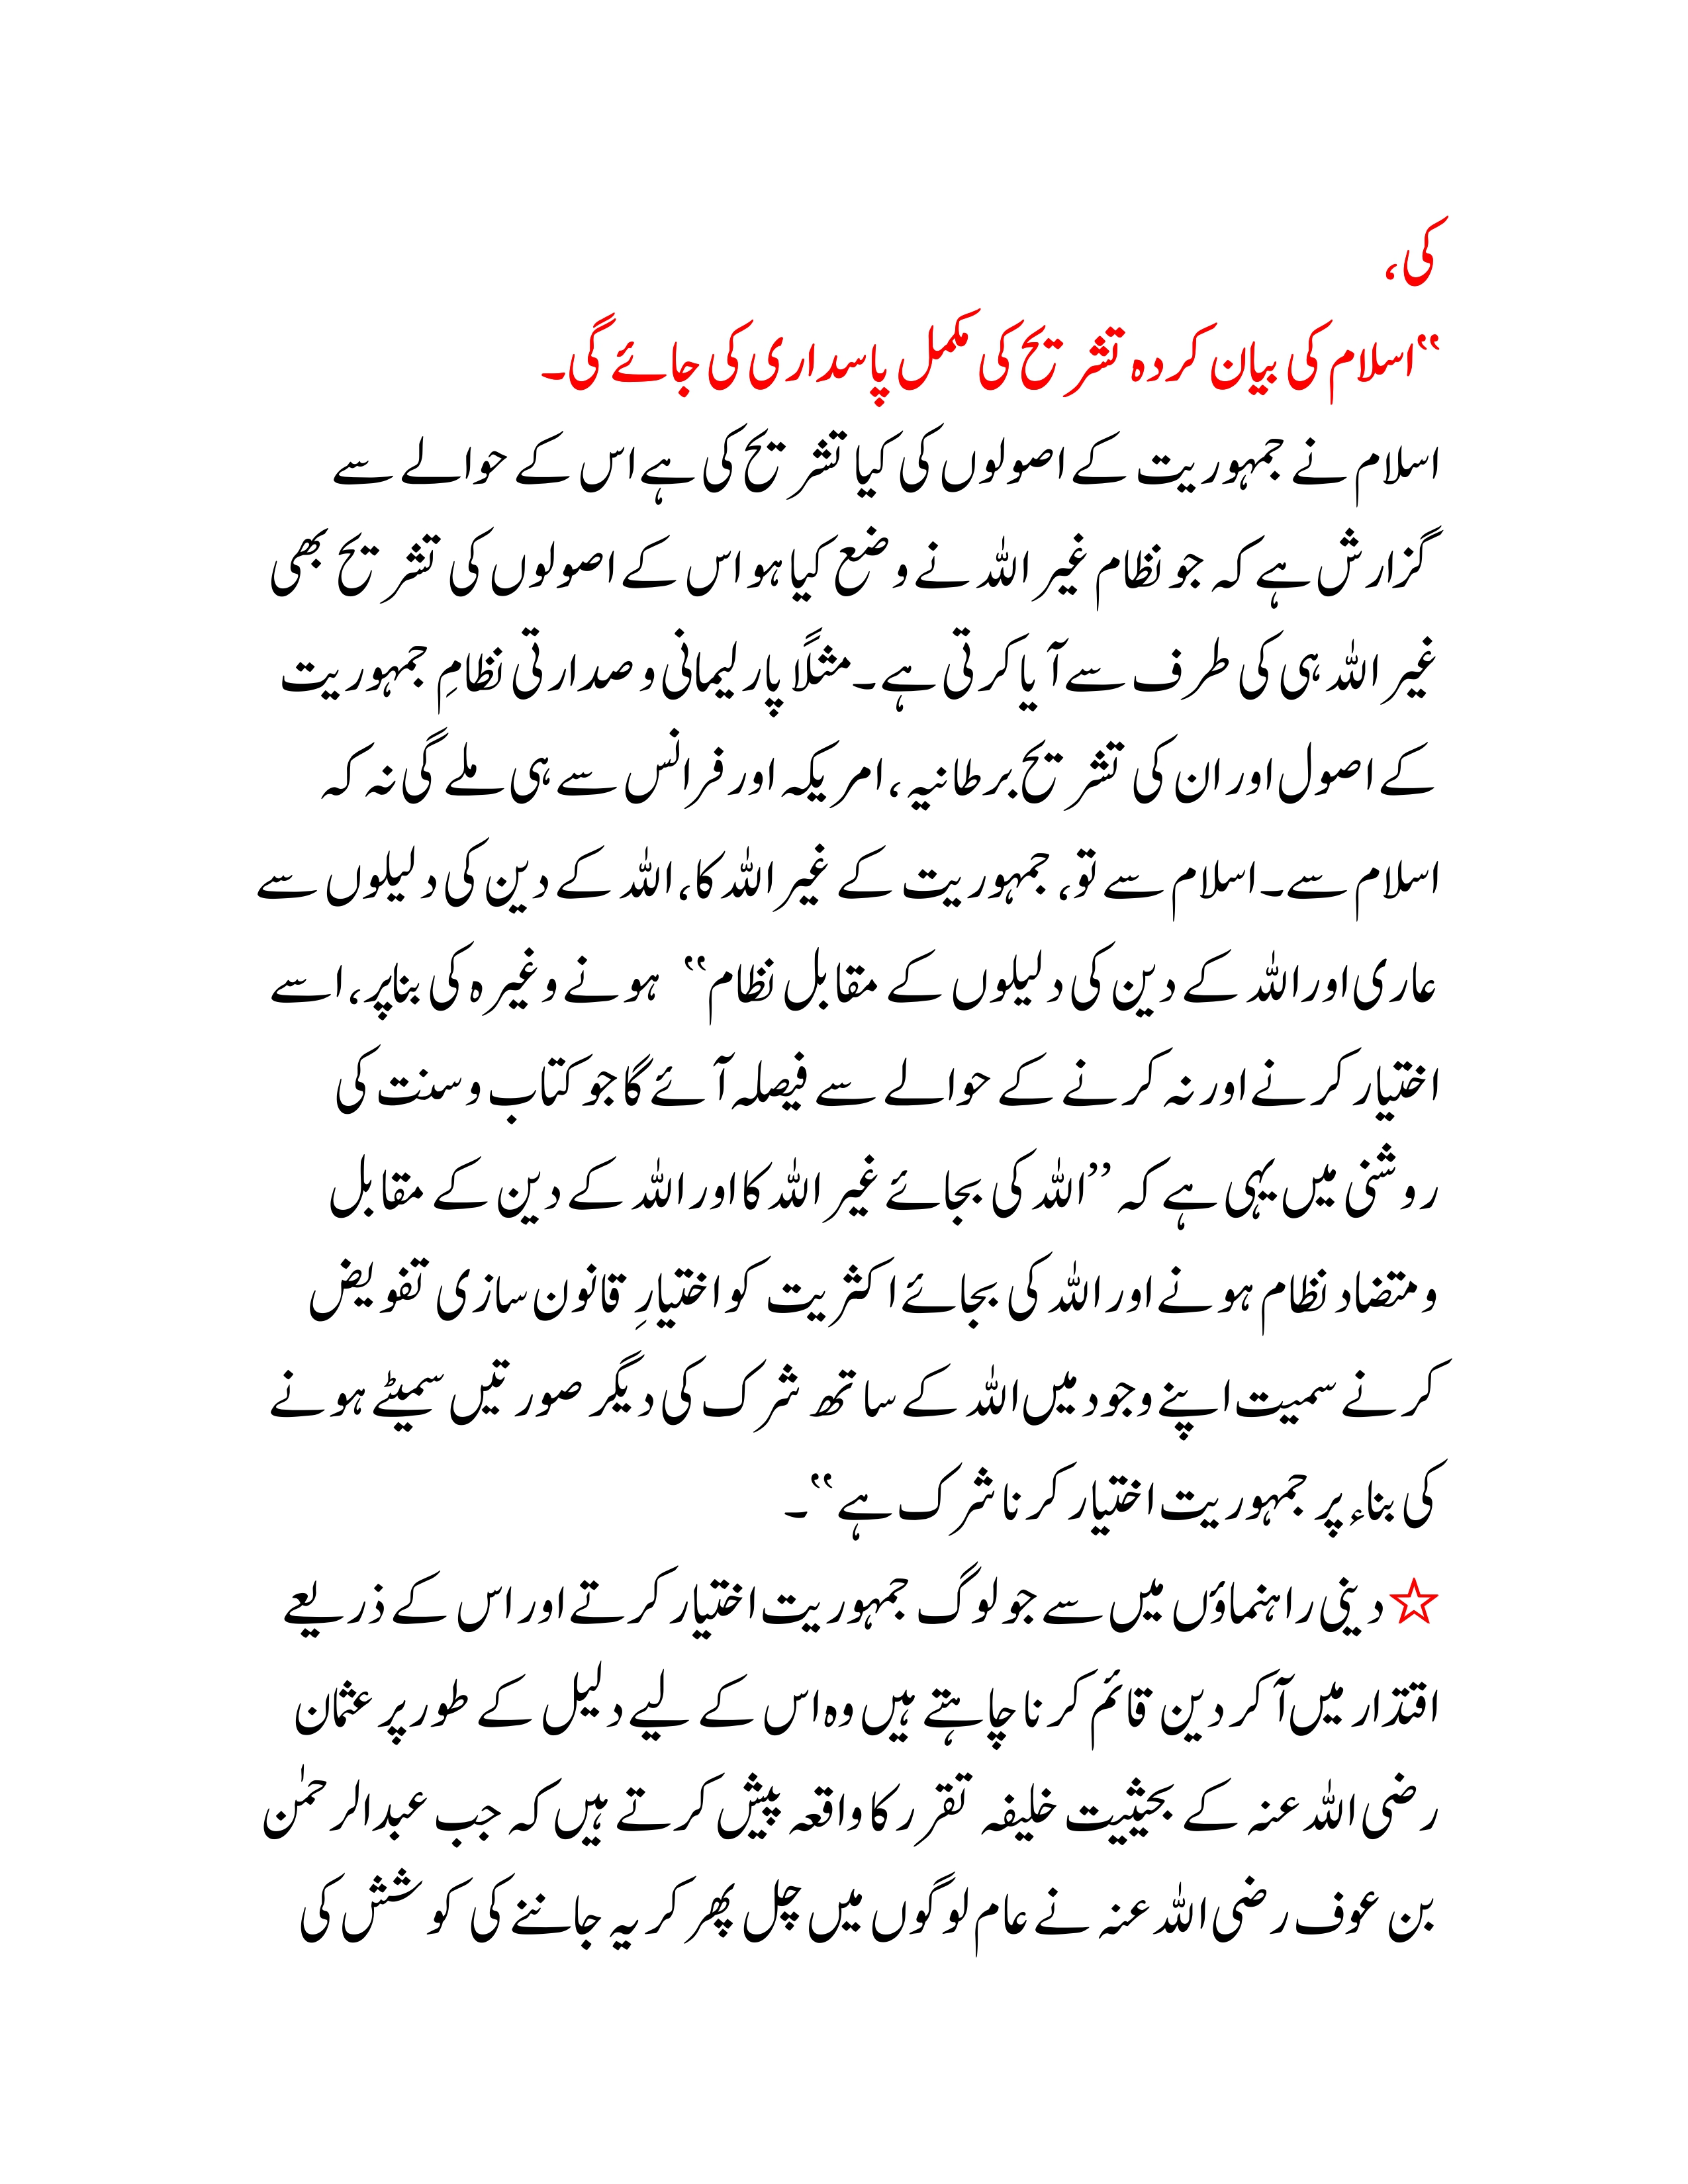 کی،
‟اسلام کی بیان کردہ تشریح کی مکمل پاسداری کی جائے گی۔
اسلام نے جمہوریت کے اصولوں کی کیا تشریح کی ہے اس کے حوالے سے
گزارش ہے کہ جو نظام غیر اللہ نے وضع کیا ہو اس کے اصولوں کی تشریح بھی
غیر اللہ ہی کی طرف سے آیا کرتی ہے۔ مثلاً پارلیمانی و صدارتی نظامِ جمہوریت
کے اصول اور ان کی تشریح برطانیہ، امریکہ اور فرانس سے ہی ملے گی نہ کہ
اسلام سے۔ اسلام سے تو، جمہوریت کے غیر اللہ کا، اللہ کے دین کی دلیلوں سے
عاری اور اللہ کے دین کی دلیلوں کے مقابل نظام‟ ہونے وغیرہ کی بنا پر، اسے
اختیار کرنے اور نہ کرنے کے حوالے سے فیصلہ آئے گا جو کتاب و سنت کی
روشنی میں یہی ہے کہ ”اللہ کی بجائے غیر اللہ کا اور اللہ کے دین کے مقابل
و متضاد نظام ہونے اور اللہ کی بجائے اکثریت کو اختیارِ قانون سازی تفویض
کرنے سمیت اپنے وجود میں اللہ کے ساتھ شرک کی دیگر صورتیں سمیٹے ہونے
کی بناء پر جمہوریت اختیار کرنا شرک ہے‟۔
☆ دینی راہنماؤں میں سے جو لوگ جمہوریت اختیار کرتے اور اس کے ذریعے
اقتدار میں آ کر دین قائم کرنا چاہتے ہیں وہ اس کے لیے دلیل کے طور پر عثمان
رضی اللہ عنہ کے بحیثیت خلیفہ تقرر کا واقعہ پیش کرتے ہیں کہ جب عبدالرحمٰن
بن عوف رضی اللہ عنہ نے عام لوگوں میں چل پھر کر یہ جاننے کی کوشش کی